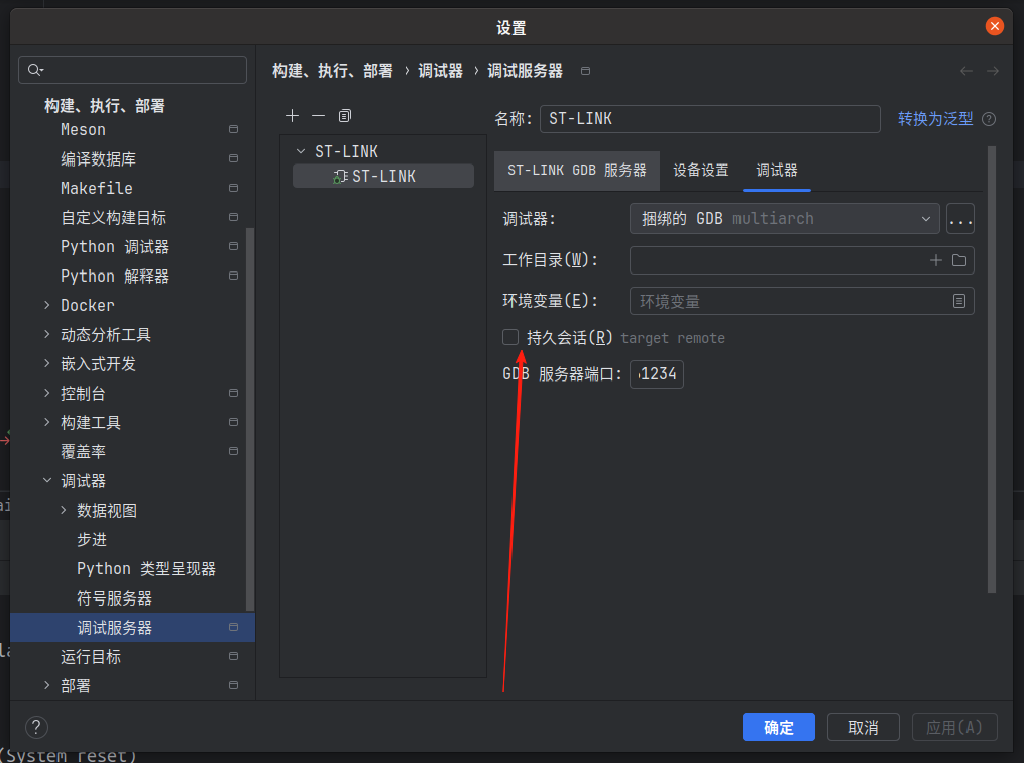 设置
构建、执行、部署 › 调试器 › 调试服务器
构建、执行、部署
Meson
编译数据库
Makefile
自定义构建目标
Python 调试器
Python 解释器
Docker
动态分析工具
嵌入式开发
控制台
构建工具
覆盖率
调试器
数据视图
步进
Python 类型呈现器
符号服务器
调试服务器
运行目标
部署
ST-LINK
ST-LINK
名称: ST-LINK 转换为泛型
ST-LINK GDB 服务器 设备设置 调试器
调试器: 捆绑的 GDB multiarch ...
工作目录(W):
环境变量(E): 环境变量
持久会话(R) target remote
GDB 服务器端口: 1234
? 确定 取消 应用(A)
(System reset)